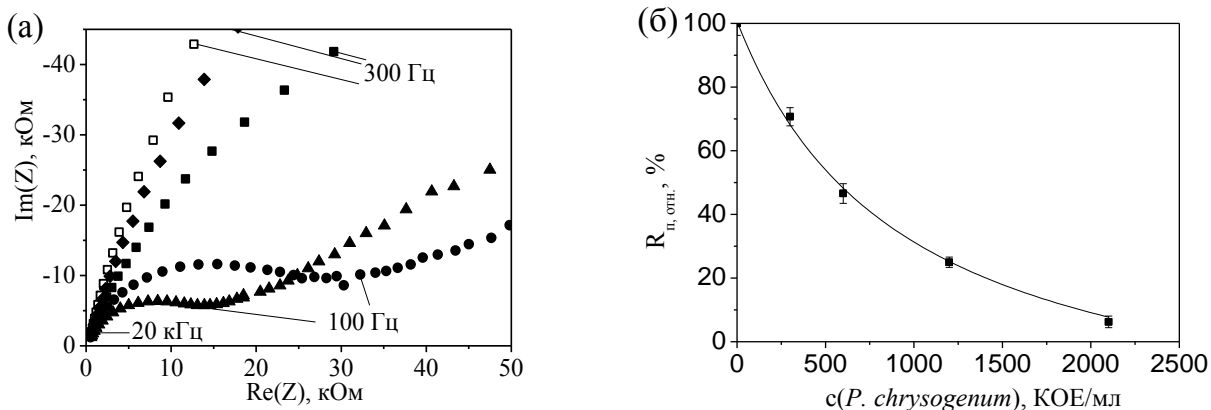 (а)
Im(Z), кОм
-40
-30
-20
-10
0
300 Гц
100 Гц
20 кГц
0 10 20 30 40 50
Re(Z), кОм
(б)
R п, отн., %
100
80
60
40
20
0
0 500 1000 1500 2000 2500
c(P. chrysogenum), КОЕ/мл